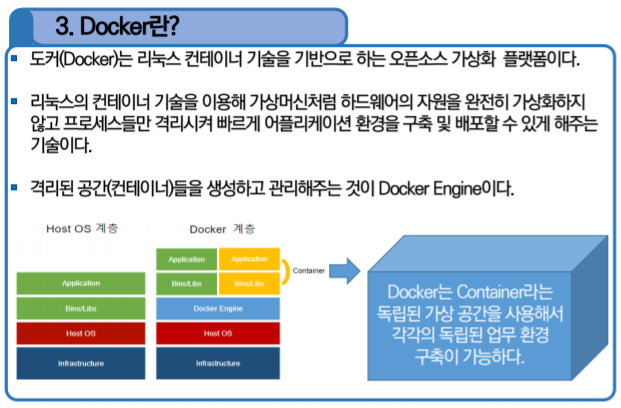 3. Docker란?
도커(Docker)는 리눅스 컨테이너 기술을 기반으로 하는 오픈소스 가상화 플랫폼이다.
리눅스의 컨테이너 기술을 이용해 가상머신처럼 하드웨어의 자원을 완전히 가상화하지
않고 프로세스들만 격리시켜 빠르게 어플리케이션 환경을 구축 및 배포할 수 있게 해주는
기술이다.
격리된 공간(컨테이너)들을 생성하고 관리해주는 것이 Docker Engine이다.
Host OS 계층
Application
Bins/Libs
Host OS
Infrastructure
Docker 계층
Application
Application
Bins/Libs
Bins/Libs
Container
Docker Engine
Host OS
Infrastructure
Docker는 Container라는
독립된 가상 공간을 사용해서
각각의 독립된 업무 환경
구축이 가능하다.